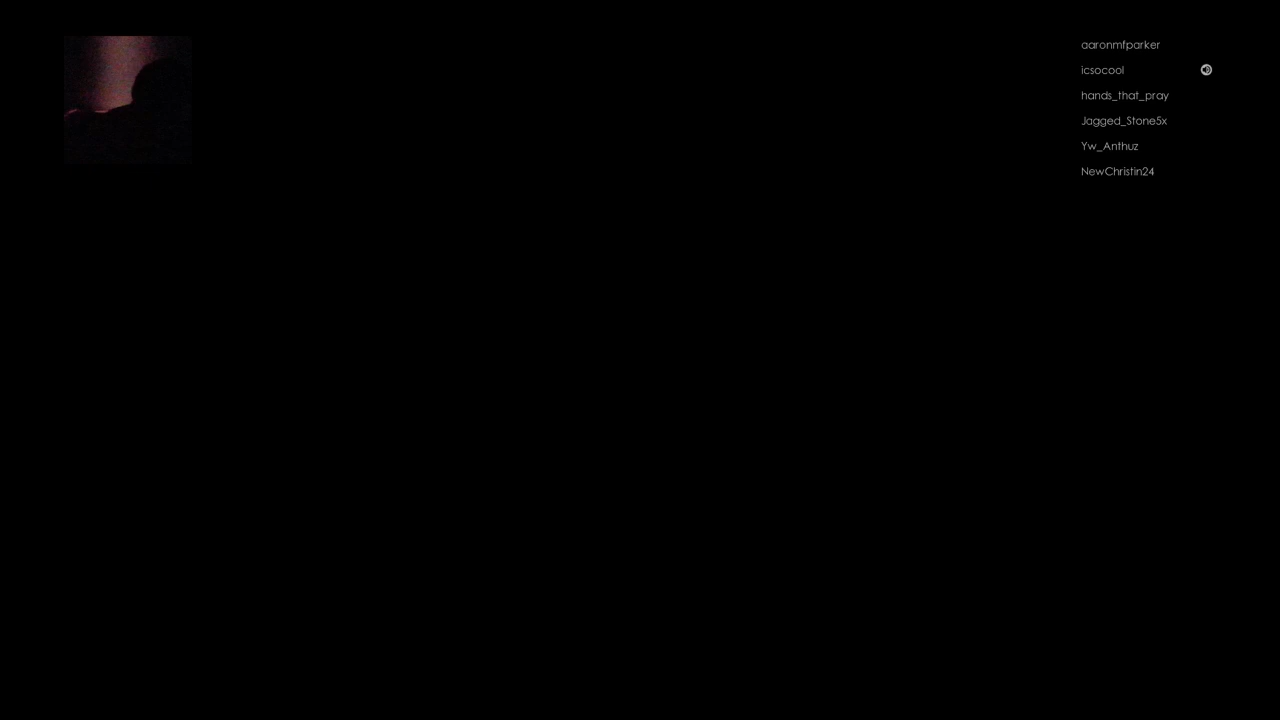 aaronmfparker
icsocool
hands_that_pray
Jagged_Stone5x
Yw_Anthuz
NewChristin24